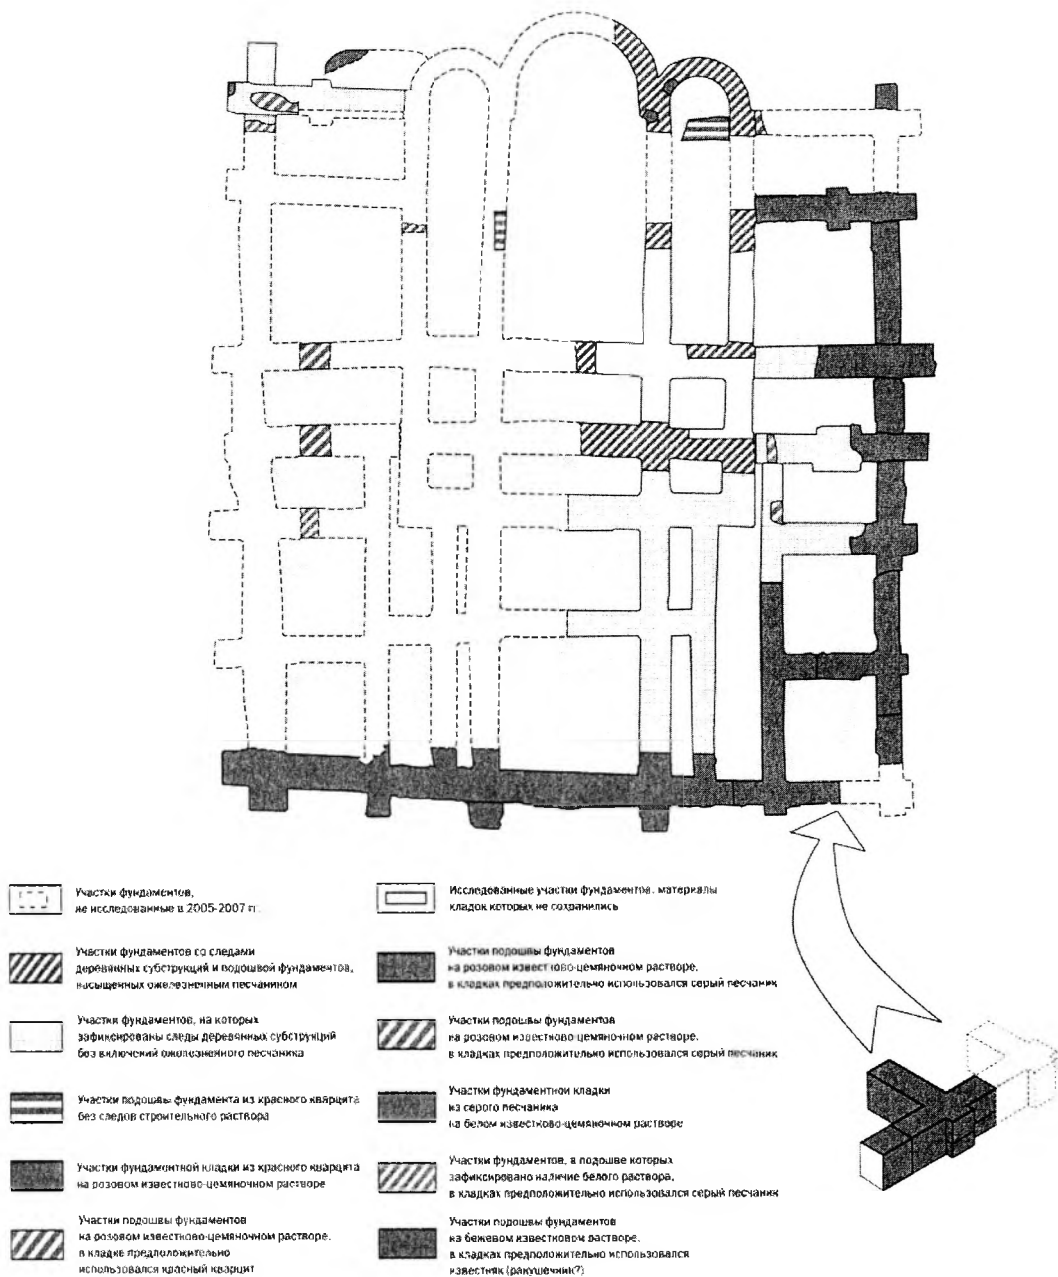 Участки фундаментов,
не исследованные в 2005-2007 гг.
Участки фундаментов со следами
деревянных субструкций и подошвой фундаментов,
насыщенных ожелезнечным песчанином
Участки фундаментов, на которых
зафиксированы следы деревянных субструкций
без включений ожелезненного песчаника
Участки подошвы фундамента из красного кварцита
без следов строительного раствора
Участки фундаментной кладки из красного кварцита
на розовом известково-цемяночном растворе
Участки подошвы фундаментов
на розовом известково-цемяночном растворе,
в кладке предположительно
использовался красный кварцит
Исследованные участки фундаментов, материалы
кладок которых не сохранились
Участки подошвы фундаментов
на розовом известково-цемяночном растворе,
в кладках предположительно использовался серый песчаник
Участки подошвы фундаментов
на розовом известково-цемяночном растворе,
в кладках предположительно использовался серый песчаник
Участки фундаментной кладки
из серого песчаника
на белом известково-цемяночном растворе
Участки фундаментов, в подошве которых
зафиксировано наличие белого раствора,
в кладках предположительно использовался серый песчаник
Участки подошвы фундаментов
на бежевом известковом растворе,
в кладках предположительно использовался
известняк (ракушечник?)